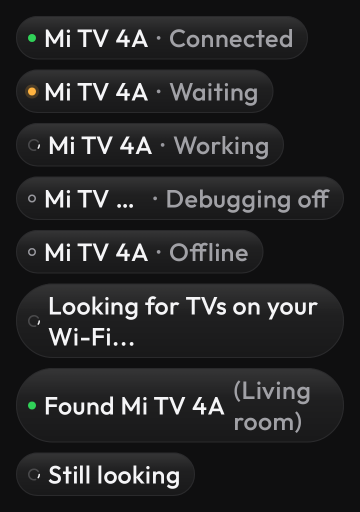 Mi TV 4A · Connected
Mi TV 4A · Waiting
Mi TV 4A · Working
Mi TV ... · Debugging off
Mi TV 4A · Offline
Looking for TVs on your
Wi-Fi...
Found Mi TV 4A (Living
room)
Still looking